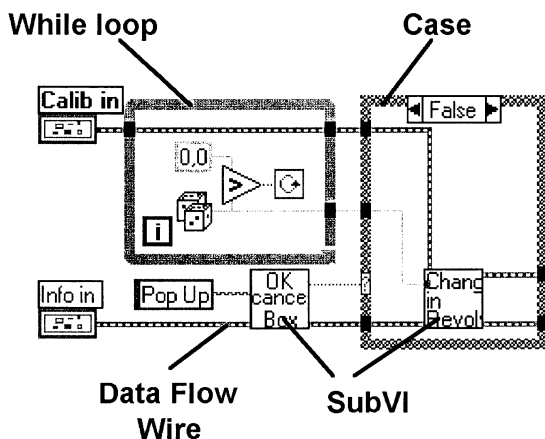 While loop
Case
Calib in
False
0,0
>
i
Info in
Pop Up
OK
cance
Box
Chang
in
Revol
Data Flow
Wire
SubVI